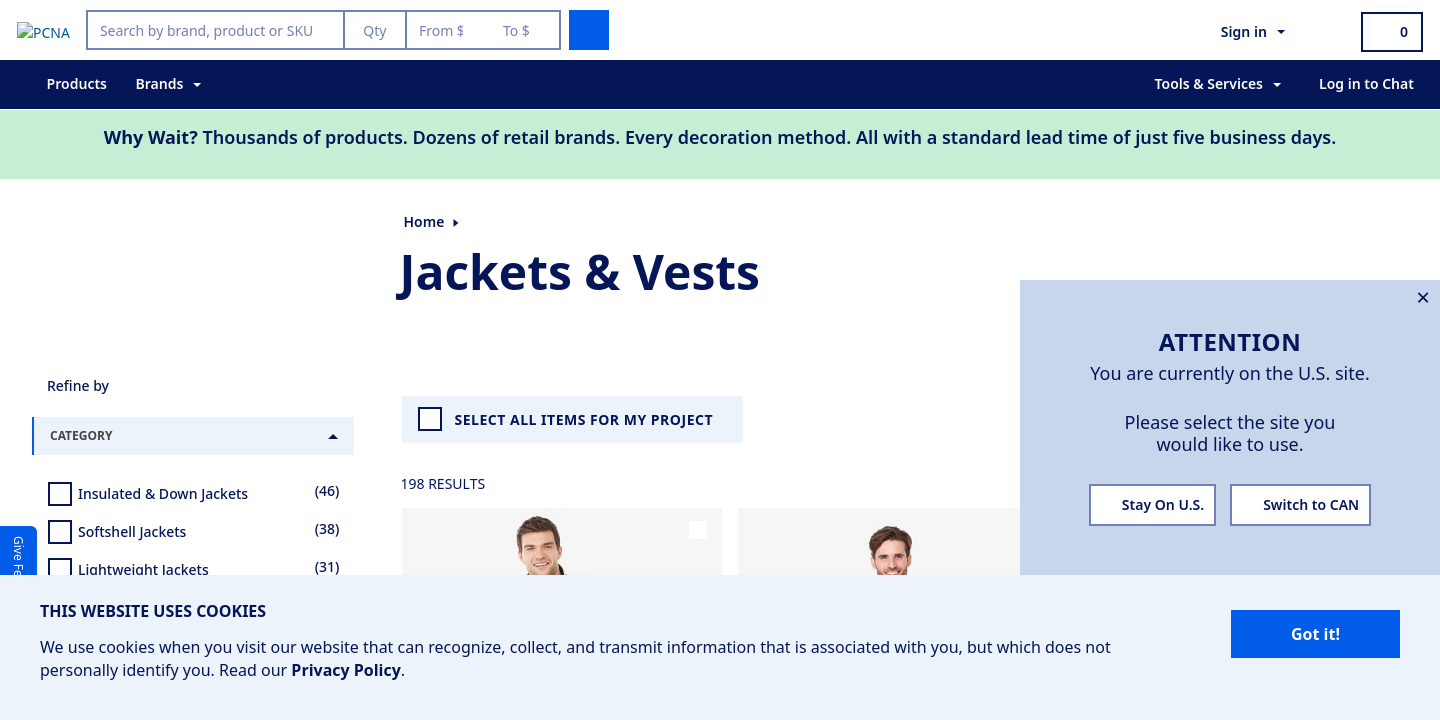 PCNA
Search by brand, product or SKU
Qty
From $
To $
Sign in
0
Products
Brands
Tools & Services
Log in to Chat
Why Wait? Thousands of products. Dozens of retail brands. Every decoration method. All with a standard lead time of just five business days.
Home
Jackets & Vests
×
ATTENTION
You are currently on the U.S. site.
Please select the site you
would like to use.
Stay On U.S.
Switch to CAN
Refine by
CATEGORY
SELECT ALL ITEMS FOR MY PROJECT
198 RESULTS
Insulated & Down Jackets (46)
Softshell Jackets (38)
Lightweight Jackets (31)
Give Fe
THIS WEBSITE USES COOKIES
We use cookies when you visit our website that can recognize, collect, and transmit information that is associated with you, but which does not
personally identify you. Read our Privacy Policy.
Got it!